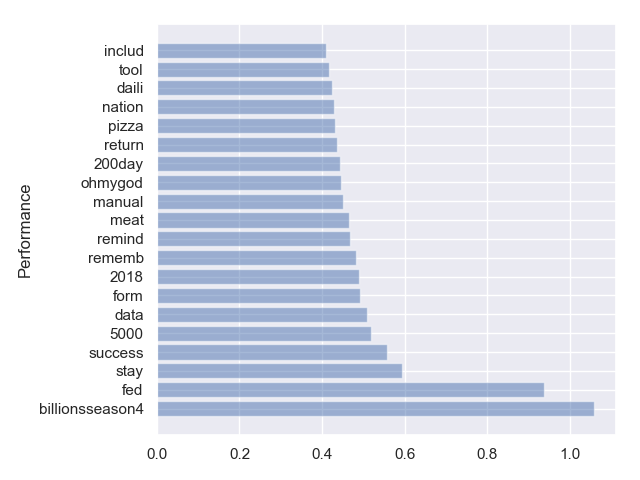 includ
tool
daili
nation
pizza
return
200day
ohmygod
manual
meat
remind
rememb
2018
form
data
5000
success
stay
fed
billionsseason4
Performance
0.0 0.2 0.4 0.6 0.8 1.0